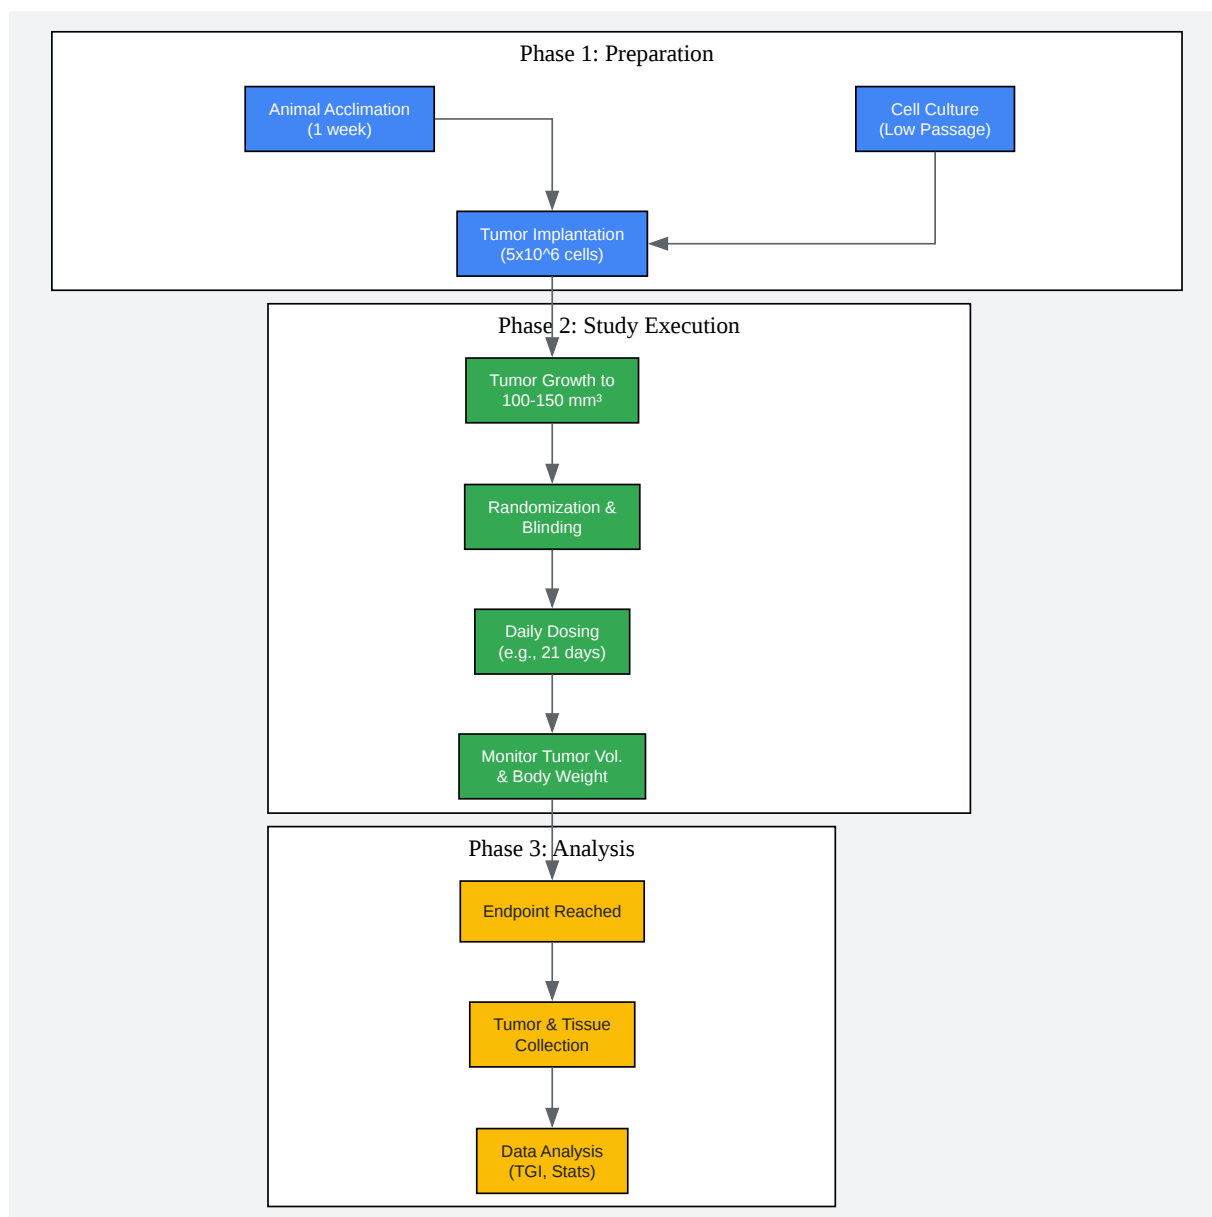 Phase 1: Preparation
Animal Acclimation
(1 week)
Cell Culture
(Low Passage)
Tumor Implantation
(5x10^6 cells)
Phase 2: Study Execution
Tumor Growth to
100-150 mm³
Randomization &
Blinding
Daily Dosing
(e.g., 21 days)
Monitor Tumor Vol.
& Body Weight
Phase 3: Analysis
Endpoint Reached
Tumor & Tissue
Collection
Data Analysis
(TGI, Stats)